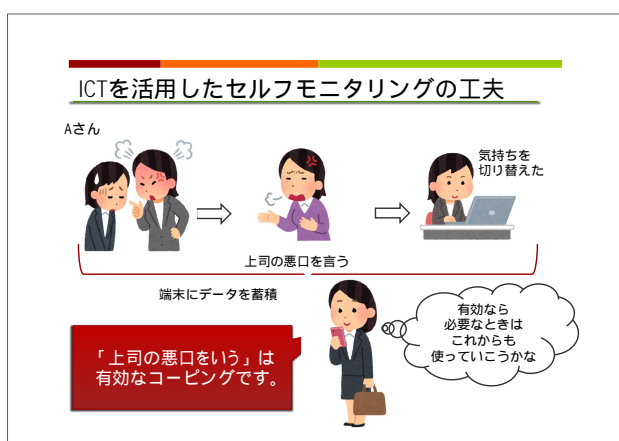 ICTを活用したセルフモニタリングの工夫
Aさん
気持ちを
切り替えた
上司の悪口を言う
端末にデータを蓄積
「上司の悪口をいう」は
有効なコーピングです。
有効なら
必要なときは
これからも
使っていこうかな